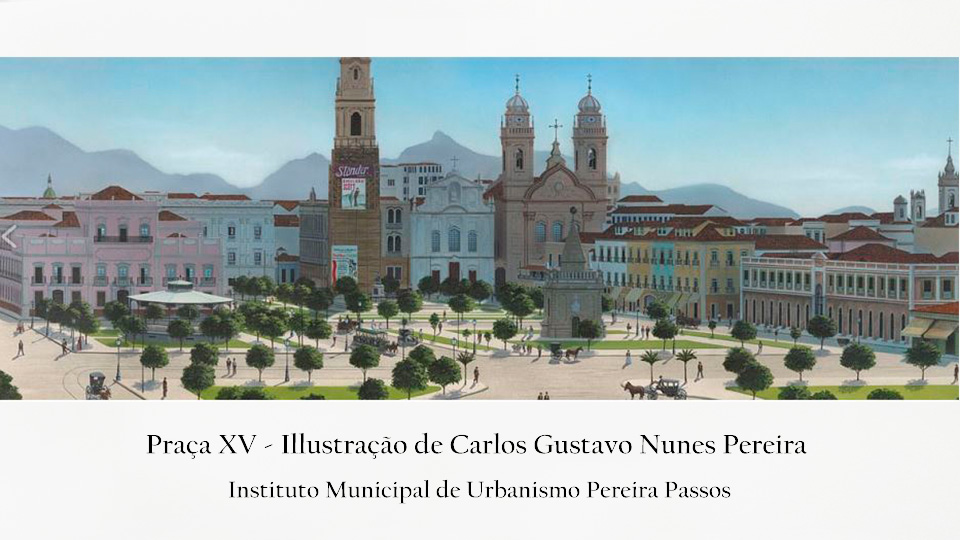 Slender
Praça XV - Illustração de Carlos Gustavo Nunes Pereira
Instituto Municipal de Urbanismo Pereira Passos